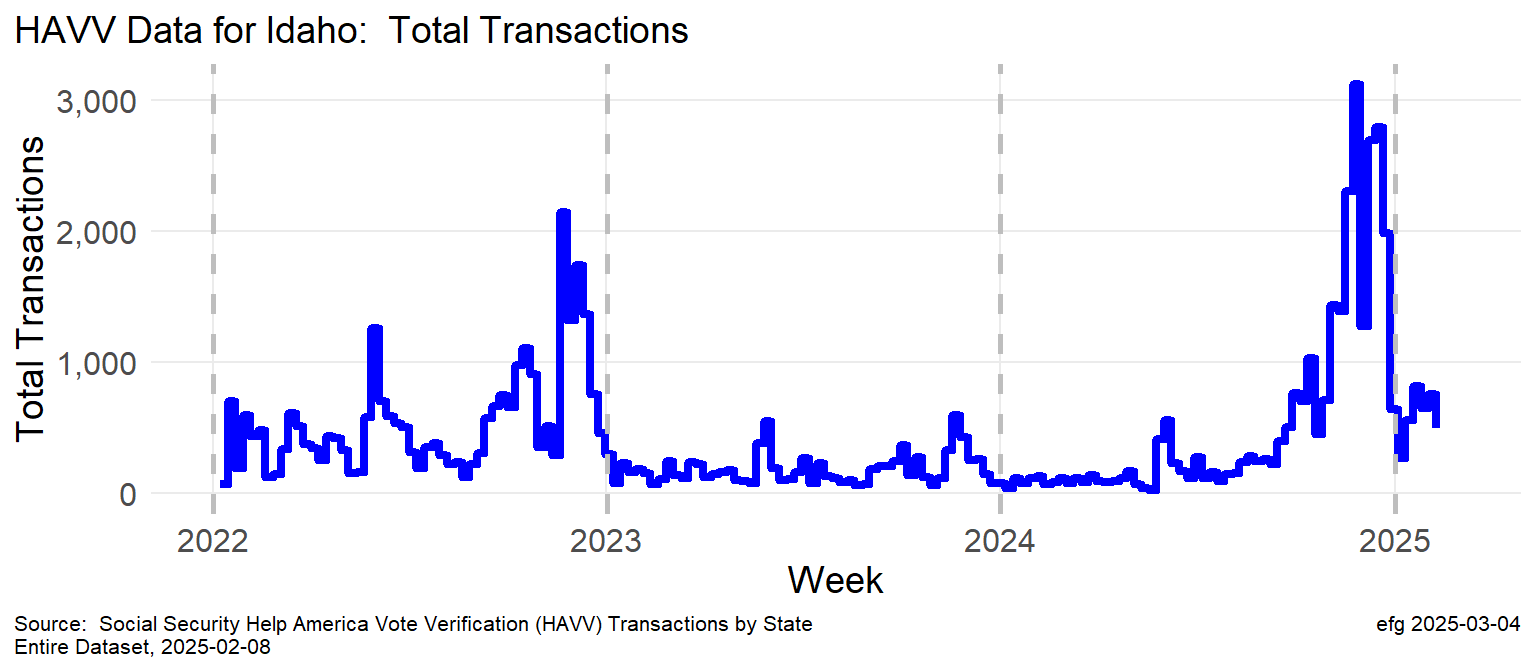 HAVV Data for Idaho:  Total Transactions
Total Transactions
3,000
2,000
1,000
0
2022
2023
2024
2025
Week
Source:  Social Security Help America Vote Verification (HAVV) Transactions by State
Entire Dataset, 2025-02-08
efg 2025-03-04